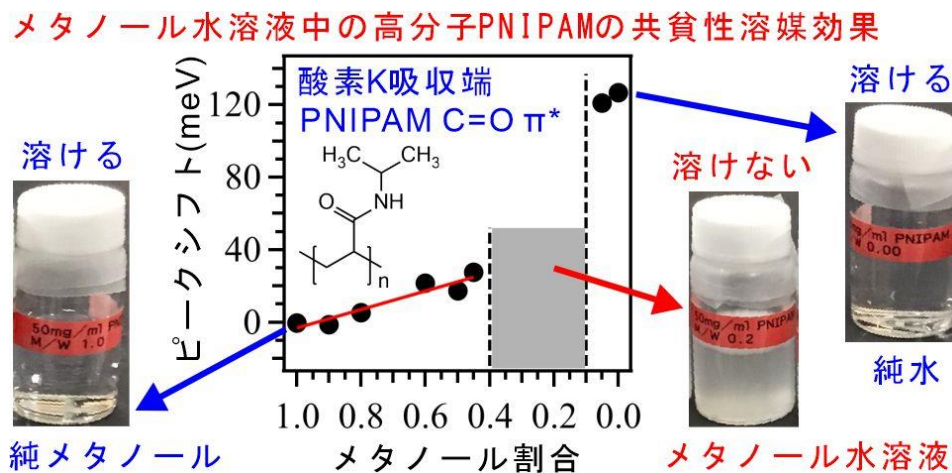 メタノール水溶液中の高分子PNIPAMの共貧性溶媒効果
溶ける
50mg/ml PN
M/W 1.0
純メタノール
ピークシフト(meV)
120
80
40
0
酸素K吸収端
PNIPAM C=O π*
H₃C
CH₃
O
NH
n
1.0
0.8
0.6
0.4
0.2
0.0
メタノール割合
溶けない
50mg/ml PNIPAM
M/W 0.2
メタノール水溶液
溶ける
mg/ml PNIPAM
/W 0.00
純水